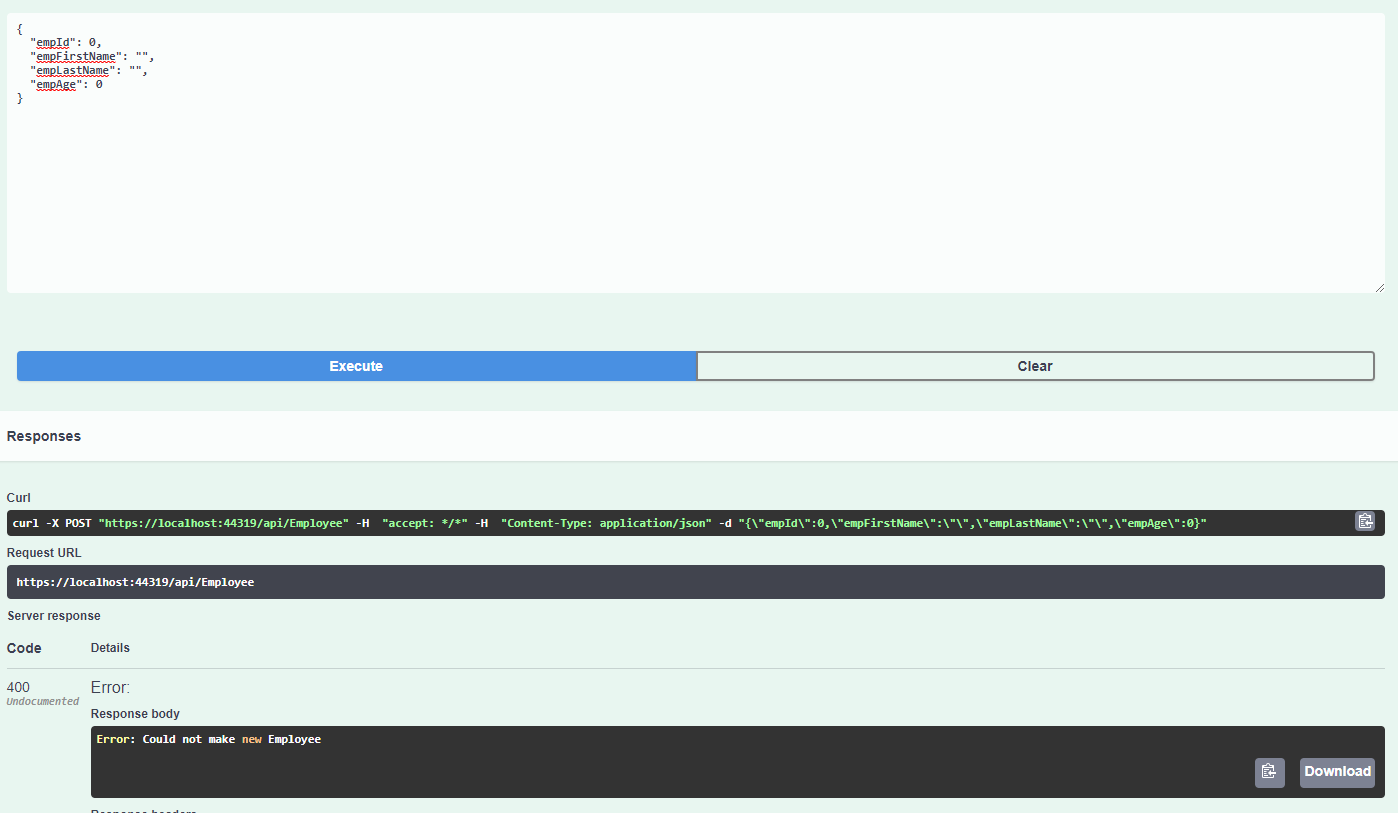 {
"empId": 0,
"empFirstName": "",
"empLastName": "",
"empAge": 0
}
Execute
Clear
Responses
Curl
curl -X POST "https://localhost:44319/api/Employee" -H  "accept: */*" -H  "Content-Type: application/json" -d "{\"empId\":0,\"empFirstName\":\"\",\"empLastName\":\"\",\"empAge\":0}"
Request URL
https://localhost:44319/api/Employee
Server response
Code
Details
400
Undocumented
Error:
Response body
Error: Could not make new Employee
Download
Response headers